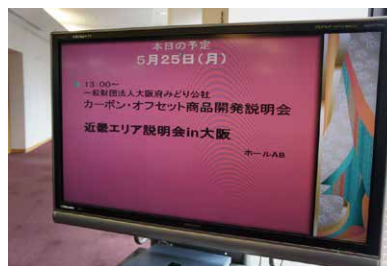 本日の予定
5月25日(月)
13:00~
一般財団法人大阪府みどり公社
カーボン・オフセット商品開発説明会
近畿エリア説明会in大阪
ホールAB